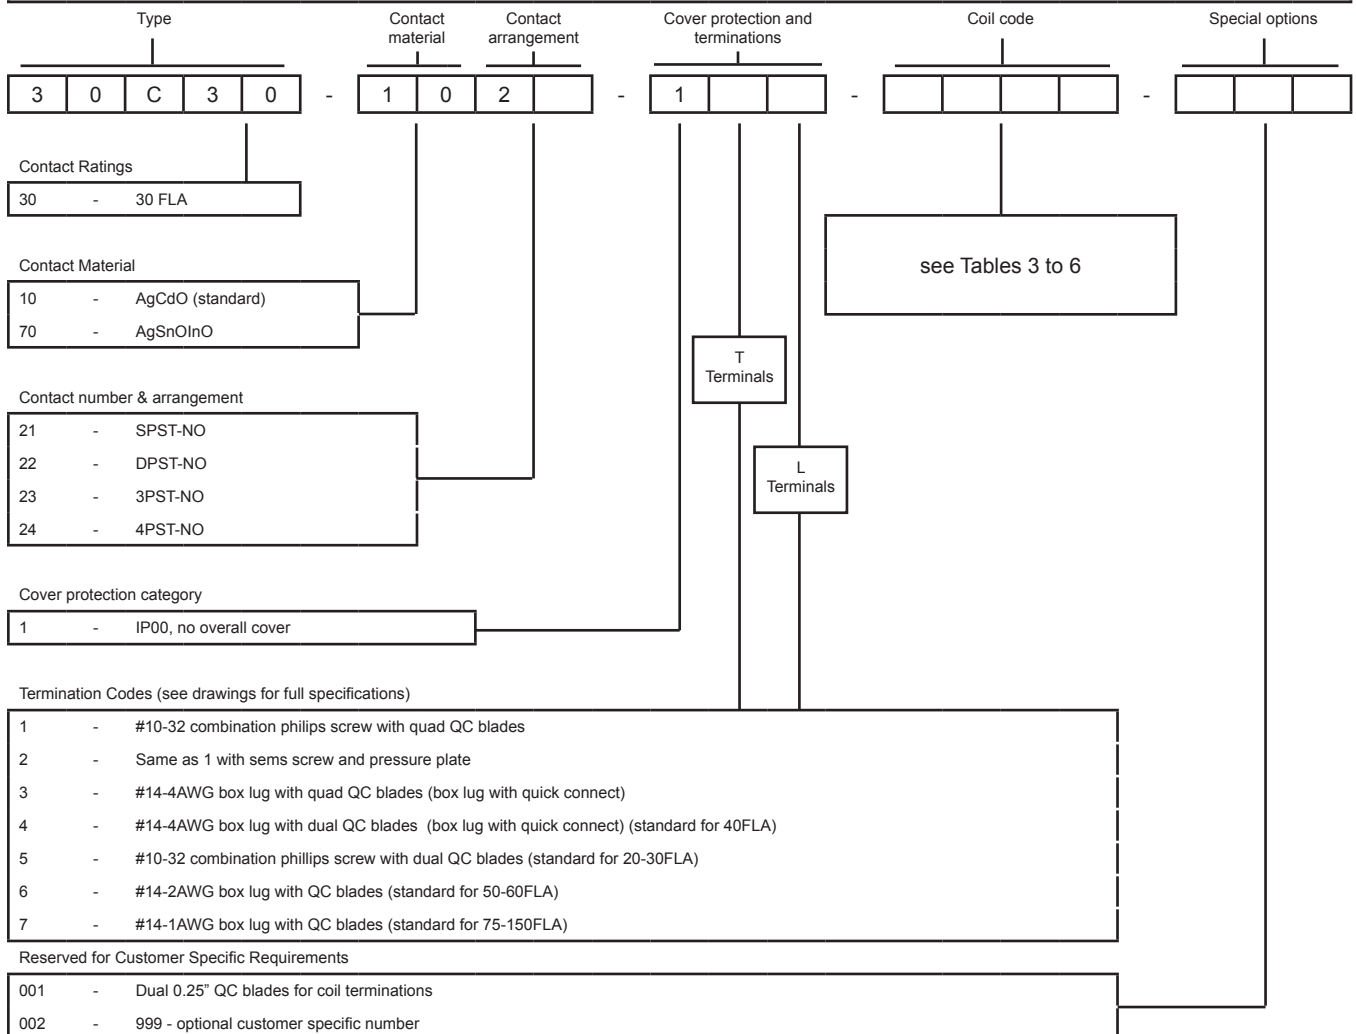 Type Contact material Contact arrangement Cover protection and terminations Coil code Special options
3 0 C 3 0 - 1 0 2 - 1 - -
Contact Ratings
30 - 30 FLA
Contact Material
10 - AgCdO (standard)
70 - AgSnOInO
see Tables 3 to 6
T
Terminals
Contact number & arrangement
21 - SPST-NO
22 - DPST-NO
23 - 3PST-NO
24 - 4PST-NO
L
Terminals
Cover protection category
1 - IP00, no overall cover
Termination Codes (see drawings for full specifications)
1 - #10-32 combination philips screw with quad QC blades
2 - Same as 1 with sems screw and pressure plate
3 - #14-4AWG box lug with quad QC blades (box lug with quick connect)
4 - #14-4AWG box lug with dual QC blades (box lug with quick connect) (standard for 40FLA)
5 - #10-32 combination phillips screw with dual QC blades (standard for 20-30FLA)
6 - #14-2AWG box lug with QC blades (standard for 50-60FLA)
7 - #14-1AWG box lug with QC blades (standard for 75-150FLA)
Reserved for Customer Specific Requirements
001 - Dual 0.25” QC blades for coil terminations
002 - 999 - optional customer specific number